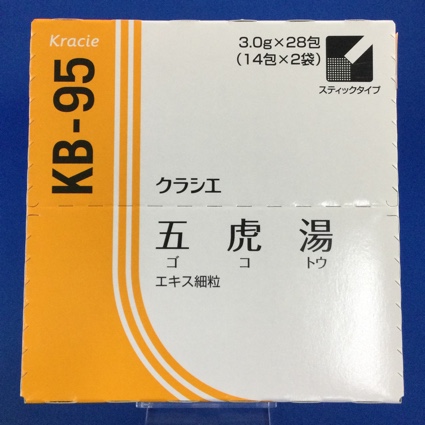 Kracie
KB-95
3.0g×28包
(14包×2袋)
スティックタイプ
クラシエ
五虎湯
ゴ コ トウ
エキス細粒